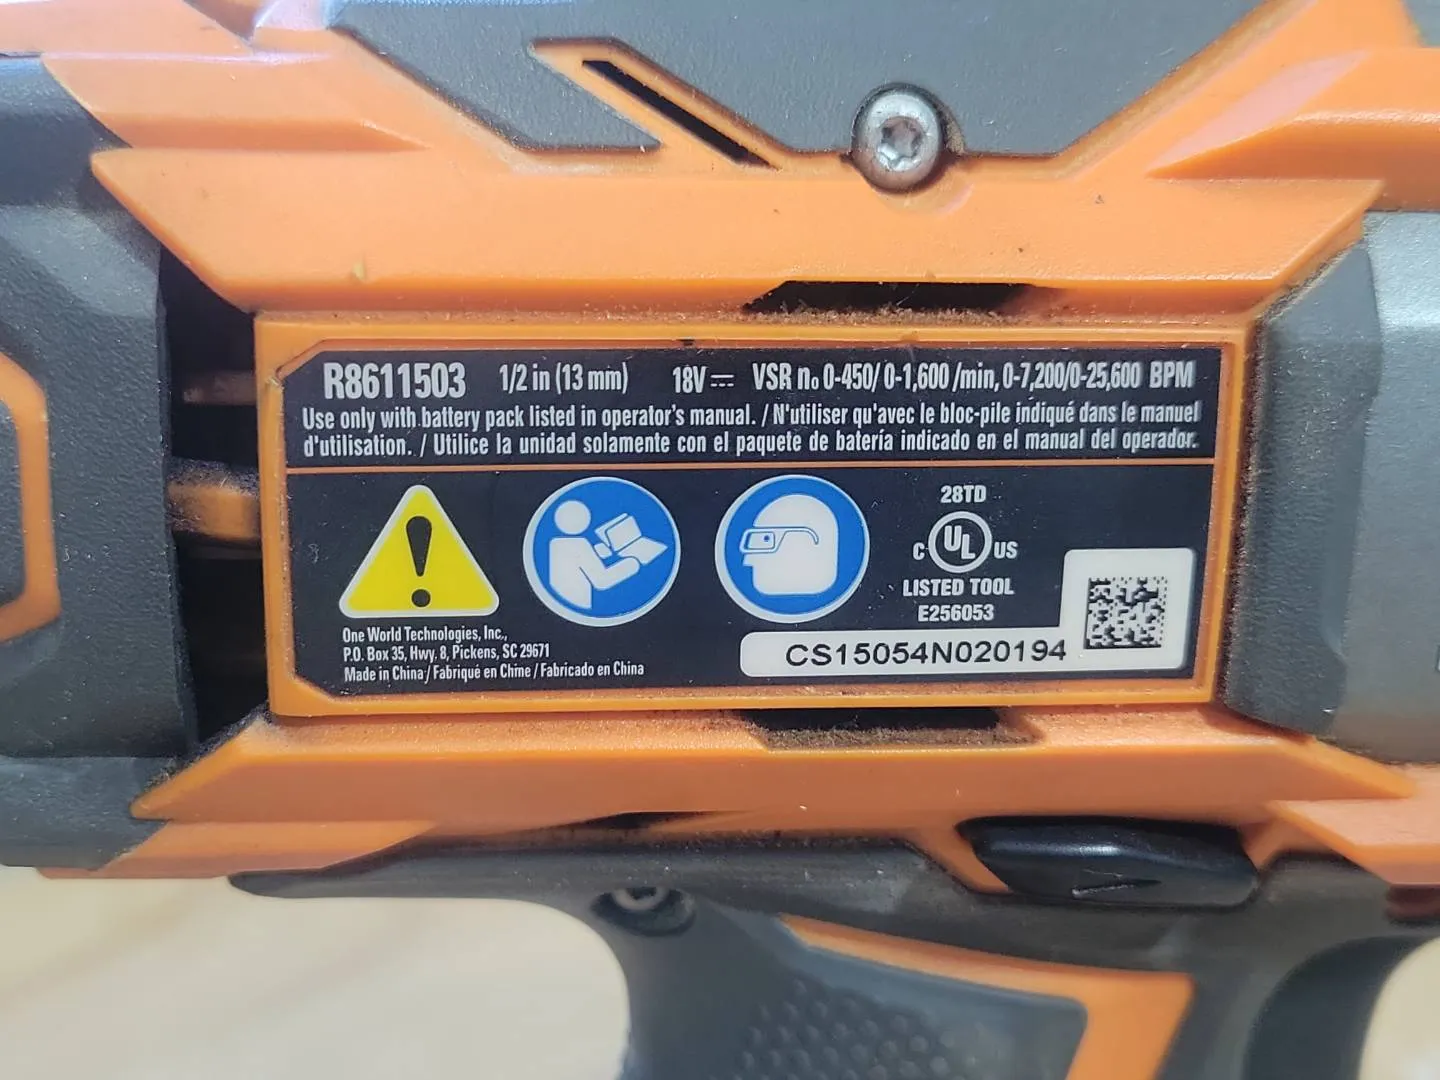 R8611503 1/2 in (13 mm) 18V⎓ VSR nₒ 0-450/ 0-1,600 /min, 0-7,200/0-25,600 BPM
Use only with battery pack listed in operator's manual. / N'utiliser qu'avec le bloc-pile indiqué dans le manuel
d'utilisation. / Utilice la unidad solamente con el paquete de batería indicado en el manual del operador.
28TD
C UL US
LISTED TOOL
E256053
One World Technologies, Inc.,
P.O. Box 35, Hwy. 8, Pickens, SC 29671
Made in China / Fabriqué en Chine / Fabricado en China
CS15054N020194